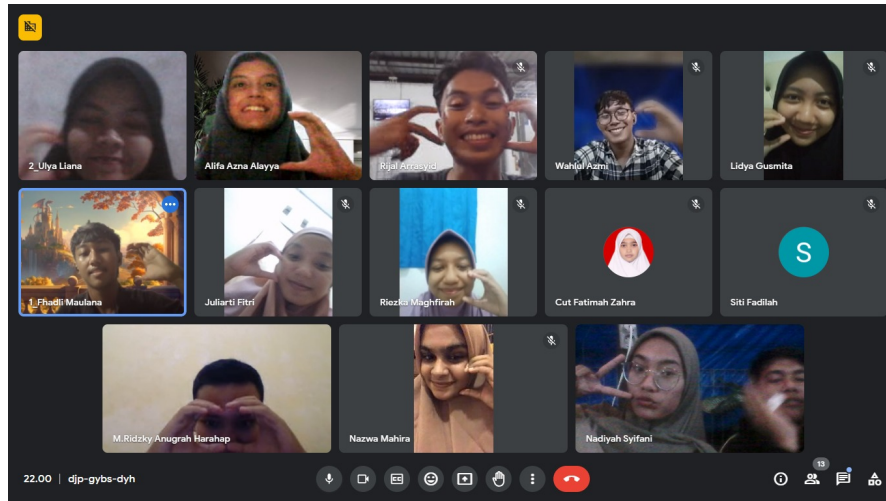 2_Ulya Liana
Alifa Azna Alayya
Rijal Arrasyid
Wahlul Azmi
Lidya Gusmita
1_Fhadli Maulana
Juliarti Fitri
Riezka Maghfirah
Cut Fatimah Zahra
S
Siti Fadilah
M.Ridzky Anugrah Harahap
Nazwa Mahira
Nadiyah Syifani
22.00 | djp-gybs-dyh
CC
13